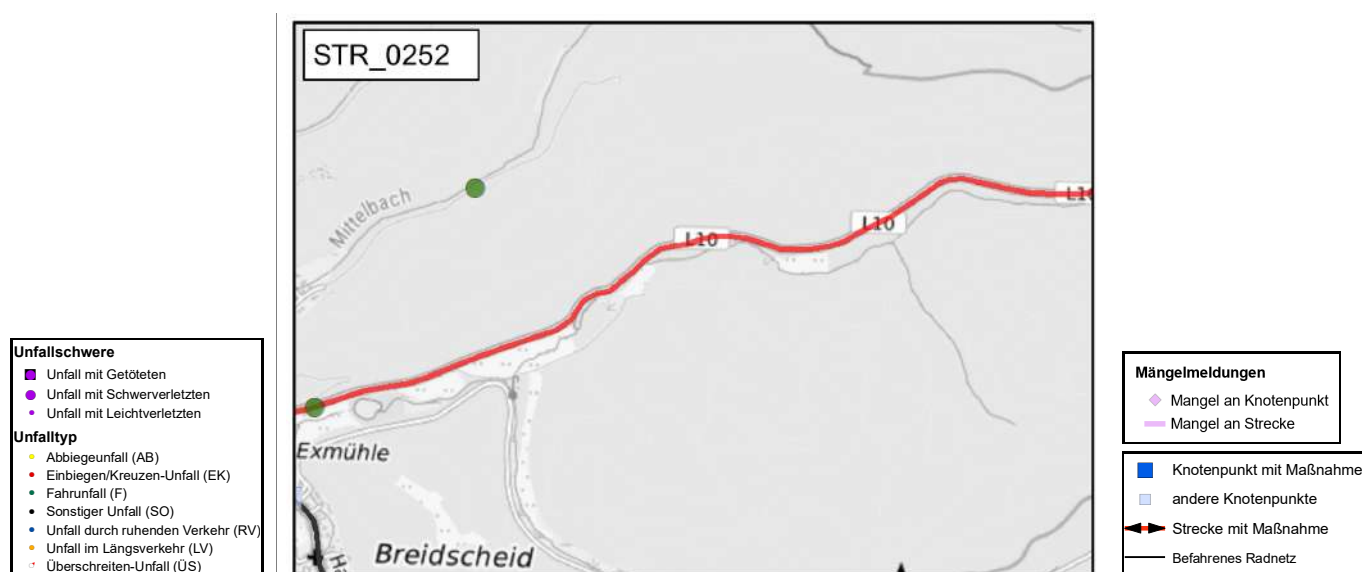 STR_0252
Mittelbach
L10
L10
L10
Exmühle
Breidscheid
Ha
Unfallschwere
Unfall mit Getöteten
Unfall mit Schwerverletzten
Unfall mit Leichtverletzten
Unfalltyp
Abbiegeunfall (AB)
Einbiegen/Kreuzen-Unfall (EK)
Fahrunfall (F)
Sonstiger Unfall (SO)
Unfall durch ruhenden Verkehr (RV)
Unfall im Längsverkehr (LV)
Überschreiten-Unfall (ÜS)
Mängelmeldungen
Mangel an Knotenpunkt
Mangel an Strecke
Knotenpunkt mit Maßnahme
andere Knotenpunkte
Strecke mit Maßnahme
Befahrenes Radnetz